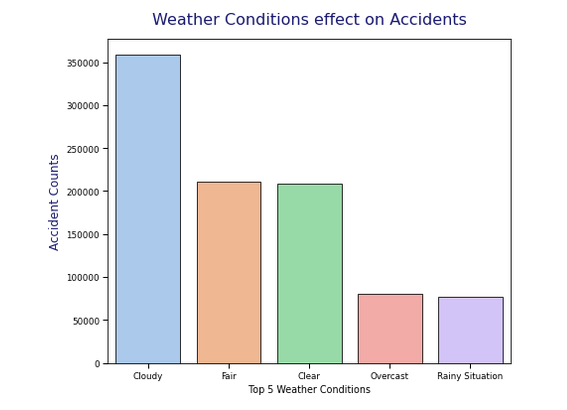 Weather Conditions effect on Accidents
Accident Counts
350000
300000
250000
200000
150000
100000
50000
0
Cloudy
Fair
Clear
Overcast
Rainy Situation
Top 5 Weather Conditions